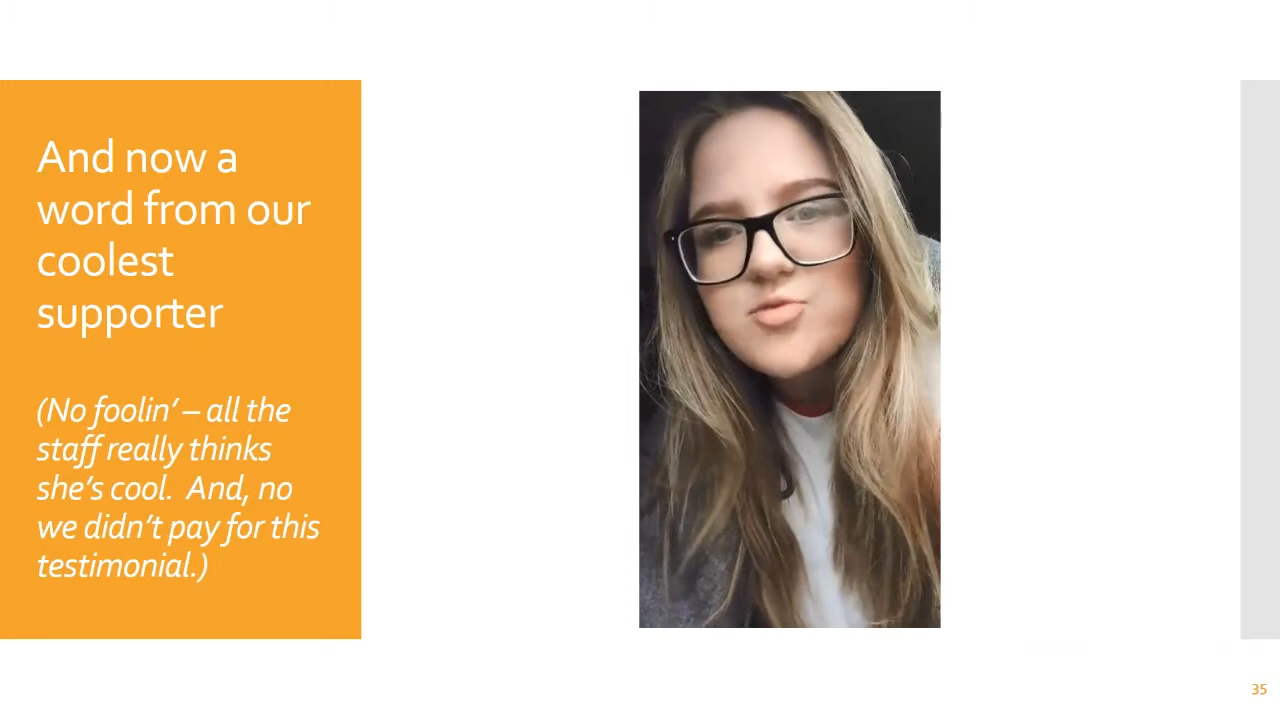 And now a
word from our
coolest
supporter
(No foolin’ – all the
staff really thinks
she’s cool.  And, no
we didn’t pay for this
testimonial.)
35